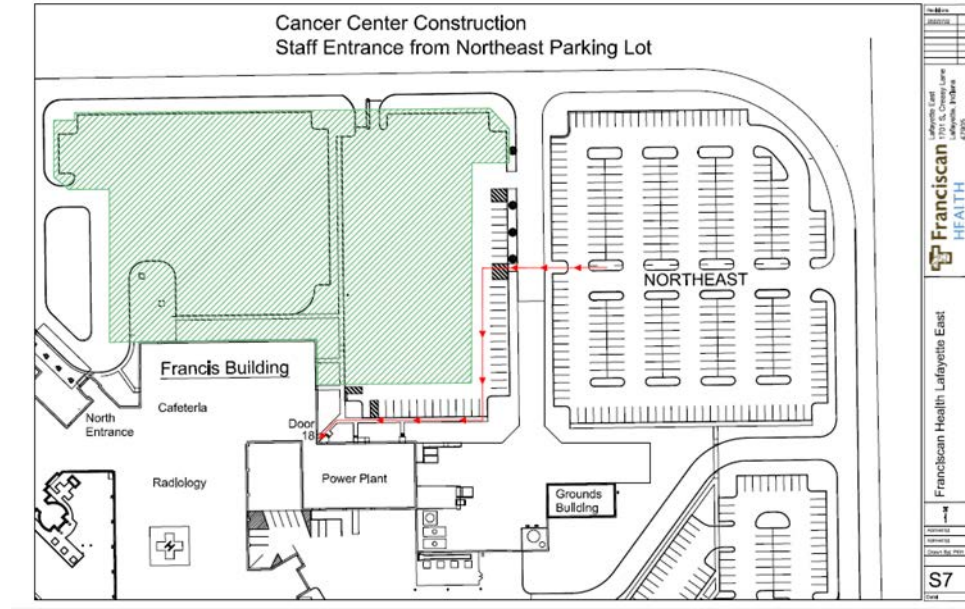 Cancer Center Construction
Staff Entrance from Northeast Parking Lot
NORTHEAST
Francis Building
Cafeteria
North
Entrance
Door
18
Radiology
Power Plant
Grounds
Building
Lafayette East
1701 S. Creasy Lane
Lafayette, Indiana
47905
Franciscan
HEALTH
Franciscan Health Lafayette East
N
S7